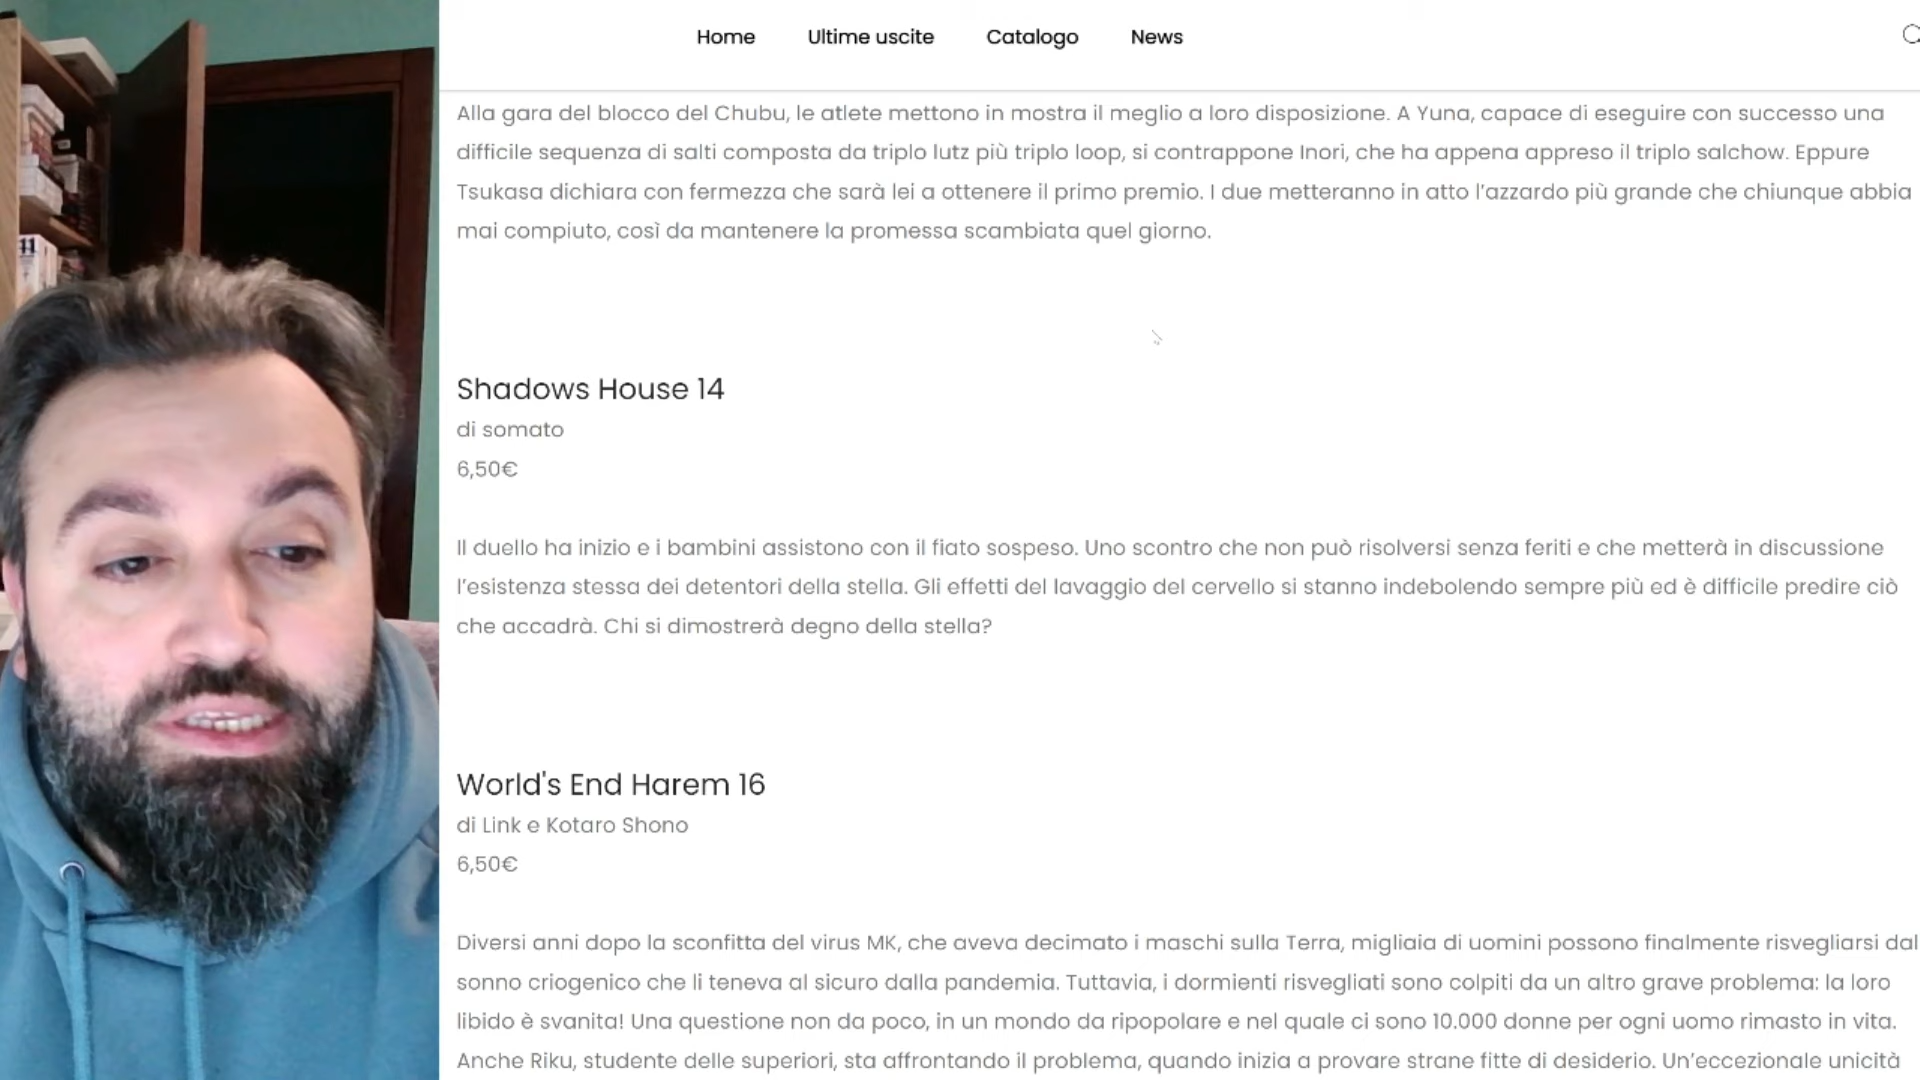 Home Ultime uscite Catalogo News
Alla gara del blocco del Chubu, le atlete mettono in mostra il meglio a loro disposizione. A Yuna, capace di eseguire con successo una
difficile sequenza di salti composta da triplo lutz più triplo loop, si contrappone Inori, che ha appena appreso il triplo salchow. Eppure
Tsukasa dichiara con fermezza che sarà lei a ottenere il primo premio. I due metteranno in atto l'azzardo più grande che chiunque abbia
mai compiuto, così da mantenere la promessa scambiata quel giorno.
Shadows House 14
di somato
6,50€
Il duello ha inizio e i bambini assistono con il fiato sospeso. Uno scontro che non può risolversi senza feriti e che metterà in discussione
l'esistenza stessa dei detentori della stella. Gli effetti del lavaggio del cervello si stanno indebolendo sempre più ed è difficile predire ciò
che accadrà. Chi si dimostrerà degno della stella?
World's End Harem 16
di Link e Kotaro Shono
6,50€
Diversi anni dopo la sconfitta del virus MK, che aveva decimato i maschi sulla Terra, migliaia di uomini possono finalmente risvegliarsi dal
sonno criogenico che li teneva al sicuro dalla pandemia. Tuttavia, i dormienti risvegliati sono colpiti da un altro grave problema: la loro
libido è svanita! Una questione non da poco, in un mondo da ripopolare e nel quale ci sono 10.000 donne per ogni uomo rimasto in vita.
Anche Riku, studente delle superiori, sta affrontando il problema, quando inizia a provare strane fitte di desiderio. Un'eccezionale unicità